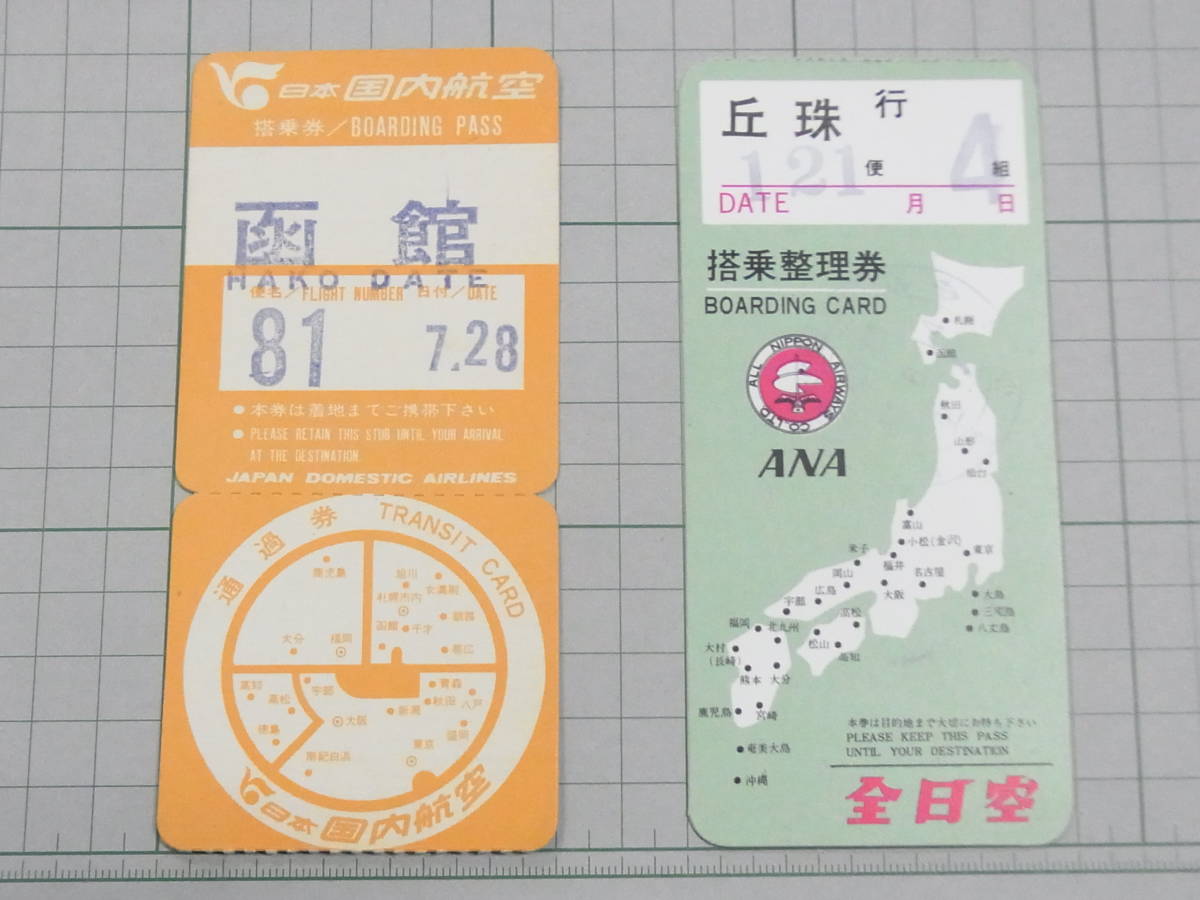 日本国内航空
搭乗券/BOARDING PASS
函館
HAKO DATE
便名/FLIGHT NUMBER 日付/DATE
81 7.28
● 本券は着地までご携帯下さい
● PLEASE RETAIN THIS STUB UNTIL YOUR ARRIVAL
AT THE DESTINATION
JAPAN DOMESTIC AIRLINES
通過券 TRANSIT CARD
鹿児島
大分
福岡
旭川
女満別
札幌市内
釧路
函館
千才
帯広
高知
高松
徳島
宇部
大阪
南紀白浜
新潟
青森
秋田
八戸
盛岡
東京
日本国内航空
丘珠行
121便 4組
DATE 月 日
搭乗整理券
BOARDING CARD
ALL NIPPON AIRWAYS CO LTD
ANA
札幌
函館
秋田
山形
仙台
富山
小松(金沢)
東京
米子
福井
名古屋
岡山
大阪
広島
宇部
高松
大島
三宅島
八丈島
福岡
北九州
松山
高知
大村
(長崎)
熊本
大分
鹿児島
宮崎
奄美大島
沖縄
本券は目的地まで大切にお持ち下さい
PLEASE KEEP THIS PASS
UNTIL YOUR DESTINATION
全日空